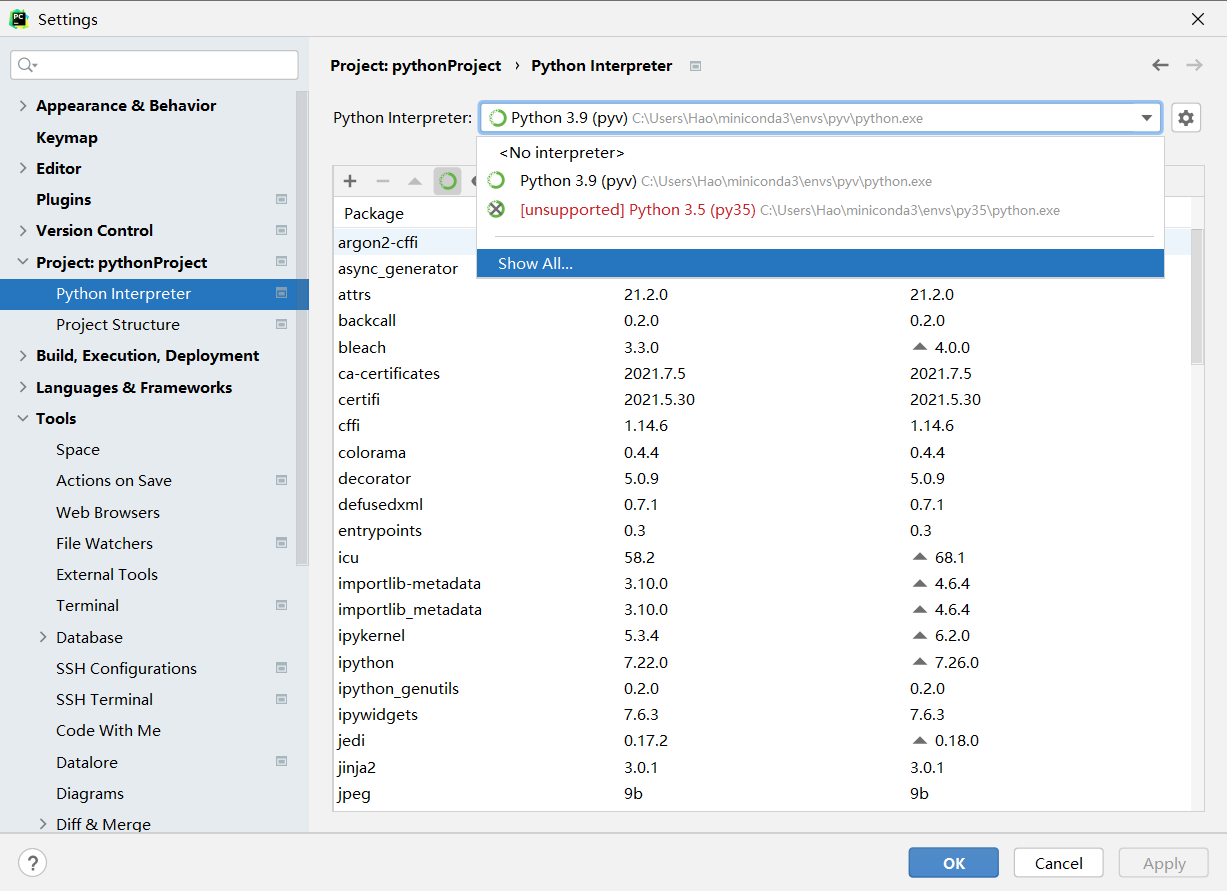 PC Settings
Project: pythonProject › Python Interpreter
Appearance & Behavior
Keymap
Editor
Plugins
Version Control
Project: pythonProject
Python Interpreter
Project Structure
Build, Execution, Deployment
Languages & Frameworks
Tools
Space
Actions on Save
Web Browsers
File Watchers
External Tools
Terminal
Database
SSH Configurations
SSH Terminal
Code With Me
Datalore
Diagrams
Diff & Merge
Python Interpreter: Python 3.9 (pyv) C:\Users\Hao\miniconda3\envs\pyv\python.exe
<No interpreter>
Python 3.9 (pyv) C:\Users\Hao\miniconda3\envs\pyv\python.exe
[unsupported] Python 3.5 (py35) C:\Users\Hao\miniconda3\envs\py35\python.exe
Show All...
Package
argon2-cffi
async_generator
attrs 21.2.0 21.2.0
backcall 0.2.0 0.2.0
bleach 3.3.0 4.0.0
ca-certificates 2021.7.5 2021.7.5
certifi 2021.5.30 2021.5.30
cffi 1.14.6 1.14.6
colorama 0.4.4 0.4.4
decorator 5.0.9 5.0.9
defusedxml 0.7.1 0.7.1
entrypoints 0.3 0.3
icu 58.2 68.1
importlib-metadata 3.10.0 4.6.4
importlib_metadata 3.10.0 4.6.4
ipykernel 5.3.4 6.2.0
ipython 7.22.0 7.26.0
ipython_genutils 0.2.0 0.2.0
ipywidgets 7.6.3 7.6.3
jedi 0.17.2 0.18.0
jinja2 3.0.1 3.0.1
jpeg 9b 9b
? OK Cancel Apply